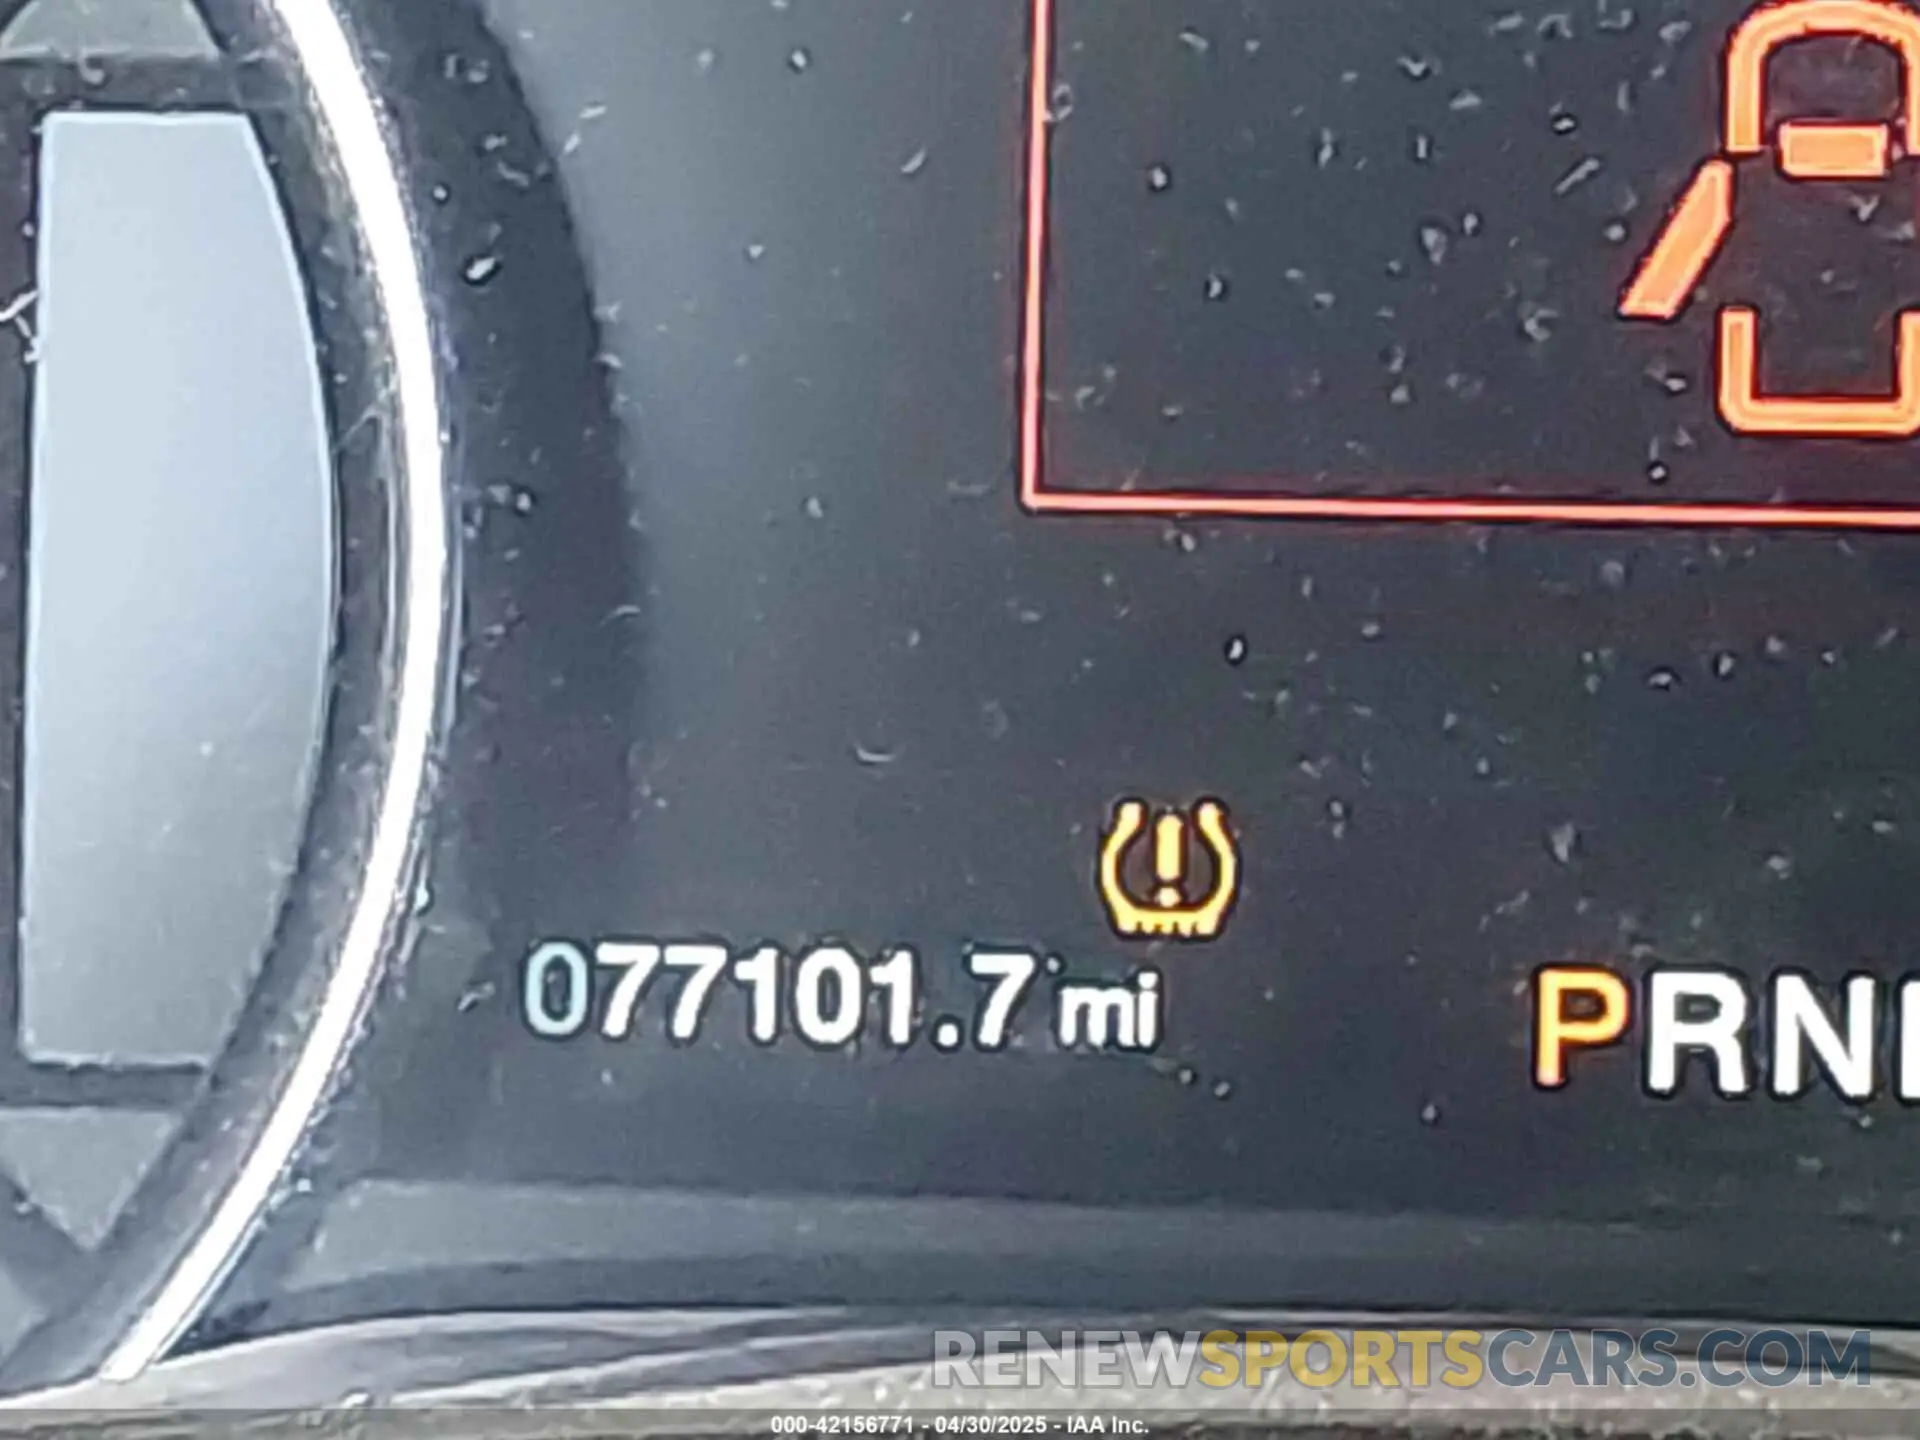 077101.7 mi
PRN
RENEWSPORTSCARS.COM
000-42156771 - 04/30/2025 - IAA Inc.